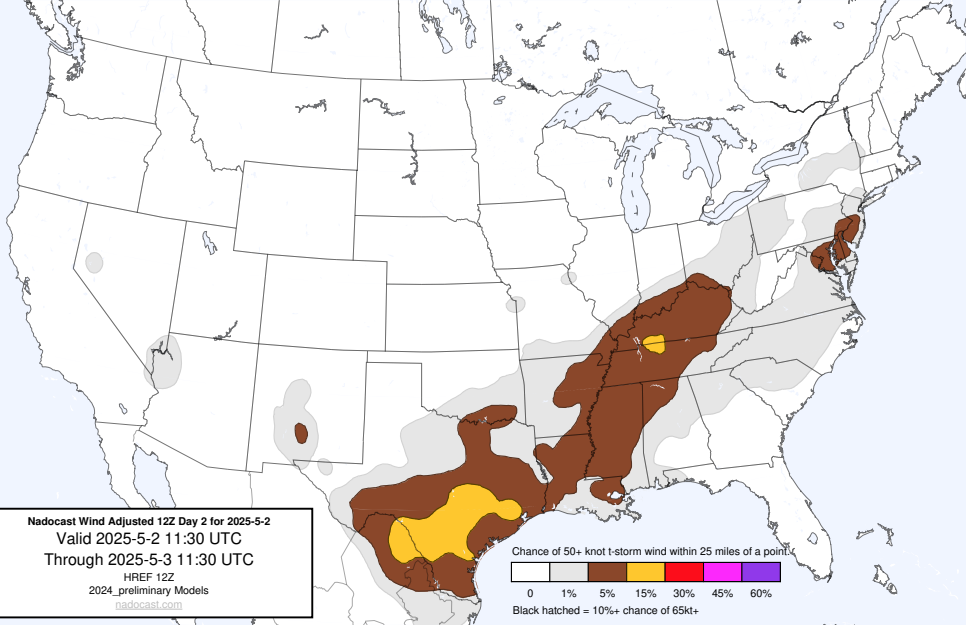 Nadocast Wind Adjusted 12Z Day 2 for 2025-5-2
Valid 2025-5-2 11:30 UTC
Through 2025-5-3 11:30 UTC
HREF 12Z
2024_preliminary Models
nadocast.com
Chance of 50+ knot t-storm wind within 25 miles of a point.
0 1% 5% 15% 30% 45% 60%
Black hatched = 10%+ chance of 65kt+